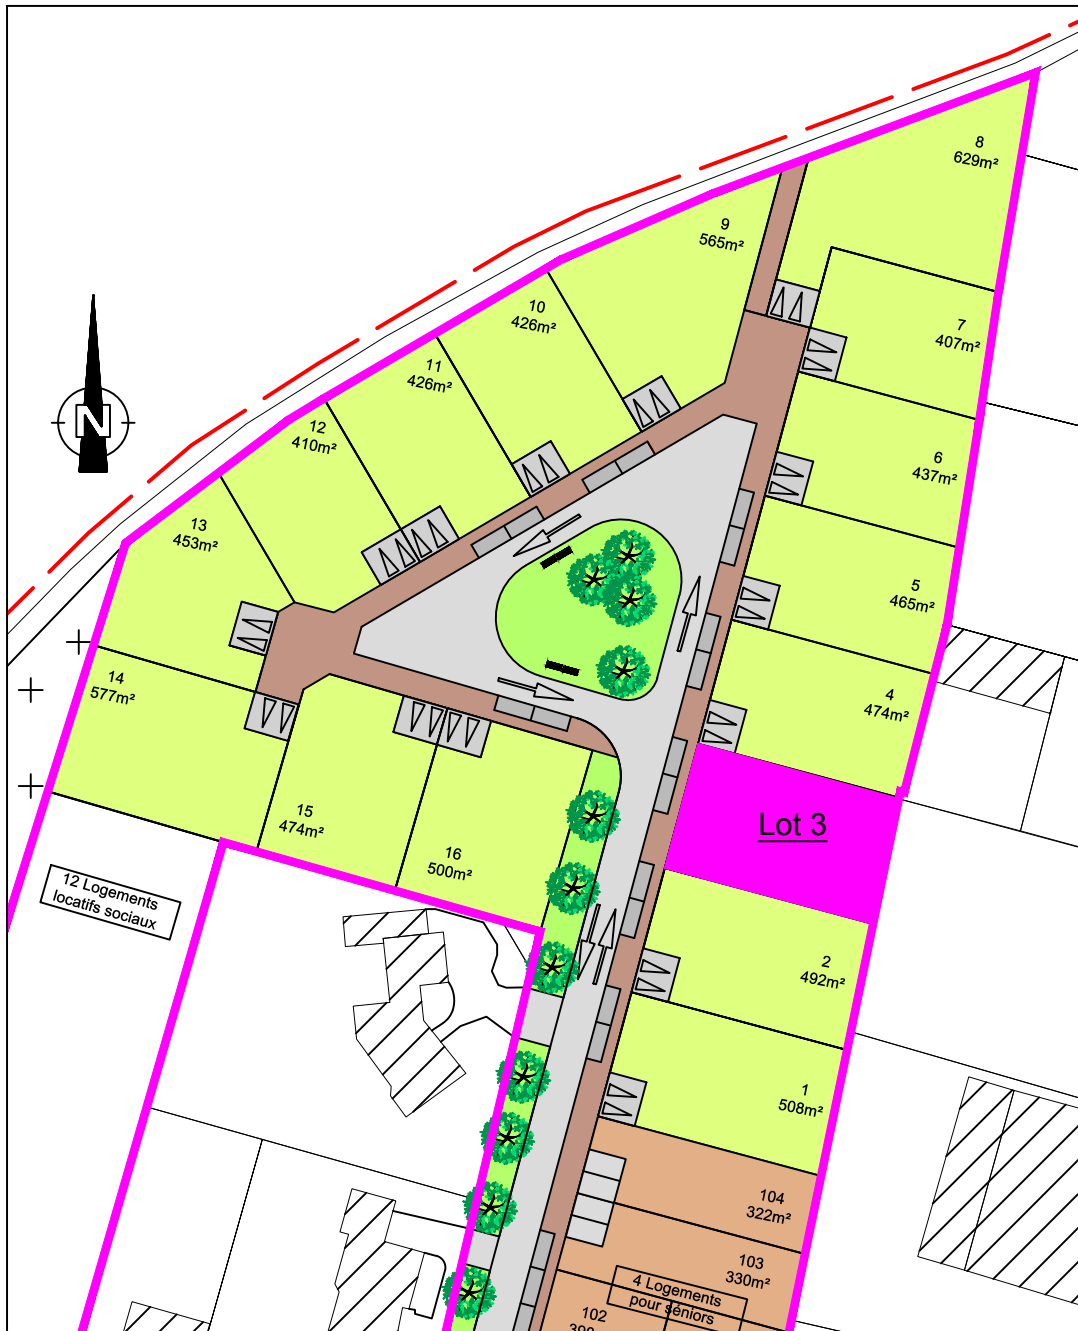 8
629m²
9
565m²
10
426m²
7
407m²
11
426m²
12
410m²
N
6
437m²
13
453m²
5
465m²
14
577m²
4
474m²
15
474m²
Lot 3
16
500m²
12 Logements
locatifs sociaux
2
492m²
1
508m²
104
322m²
103
330m²
4 Logements
pour séniors
102